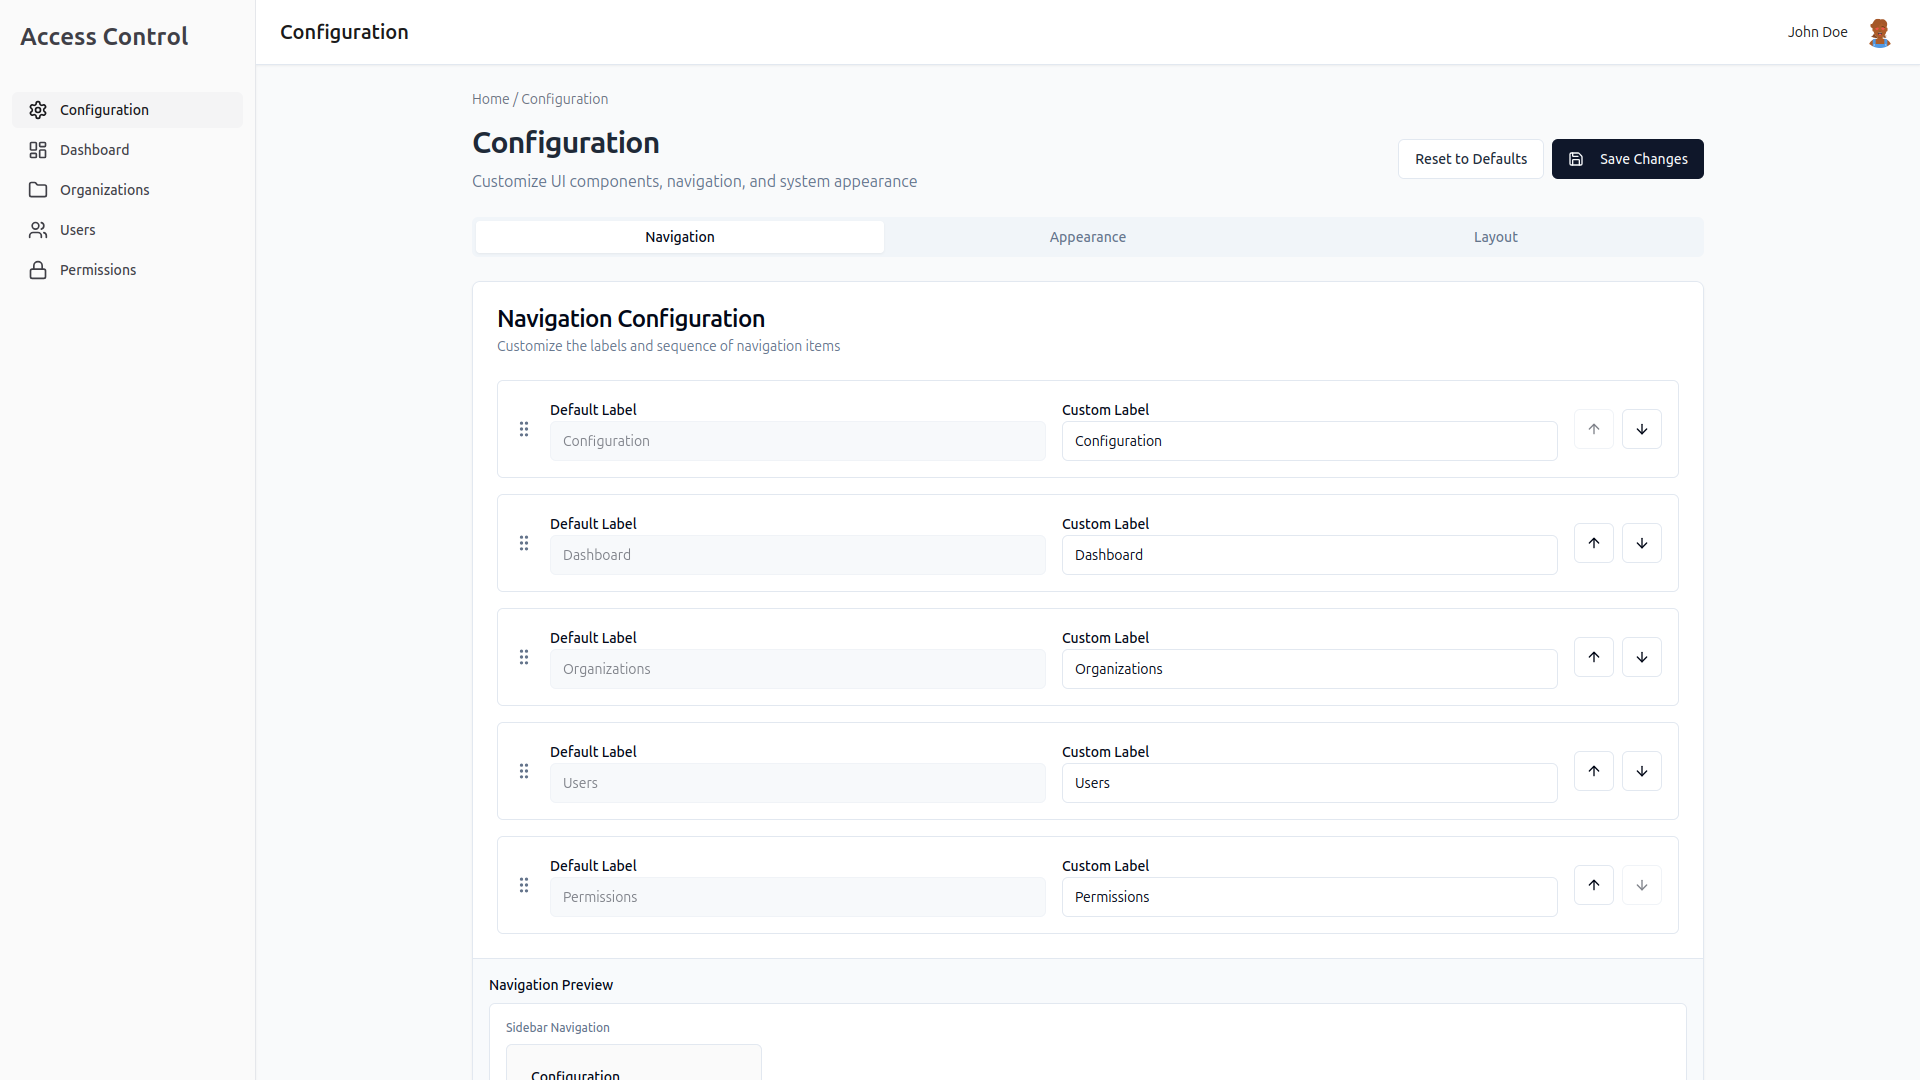 Access Control
Configuration
John Doe
Configuration
Dashboard
Organizations
Users
Permissions
Home / Configuration
Configuration
Customize UI components, navigation, and system appearance
Reset to Defaults
Save Changes
Navigation
Appearance
Layout
Navigation Configuration
Customize the labels and sequence of navigation items
Default Label
Custom Label
Configuration
Configuration
Default Label
Custom Label
Dashboard
Dashboard
Default Label
Custom Label
Organizations
Organizations
Default Label
Custom Label
Users
Users
Default Label
Custom Label
Permissions
Permissions
Navigation Preview
Sidebar Navigation
Configuration